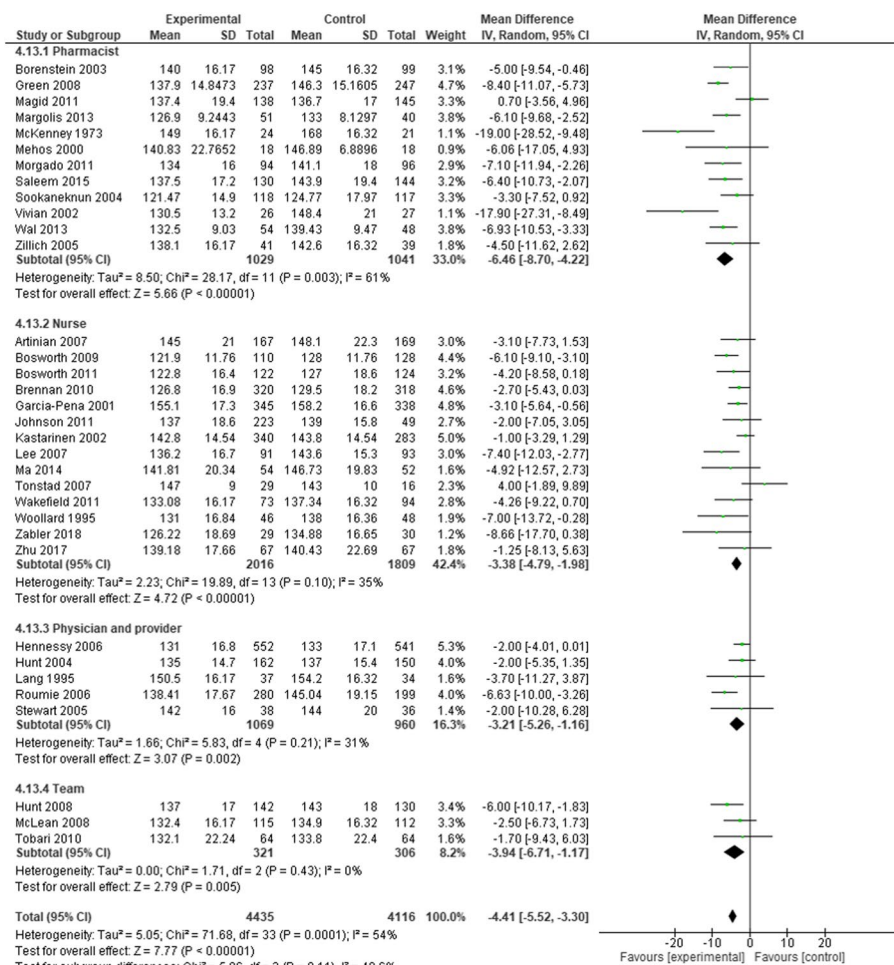 Experimental Control Mean Difference Mean Difference
Study or Subgroup Mean SD Total Mean SD Total Weight IV, Random, 95% CI IV, Random, 95% CI
4.13.1 Pharmacist
Borenstein 2003 140 16.17 98 145 16.32 99 3.1% -5.00 [-9.54, -0.46]
Green 2008 137.9 14.8473 237 146.3 15.1605 247 4.7% -8.40 [-11.07, -5.73]
Magid 2011 137.4 19.4 138 136.7 17 145 3.3% 0.70 [-3.56, 4.96]
Margolis 2013 126.9 9.2443 51 133 8.1297 40 3.8% -6.10 [-9.68, -2.52]
McKenney 1973 149 16.17 24 168 16.32 21 1.1% -19.00 [-28.52, -9.48]
Mehos 2000 140.83 22.7652 18 146.89 6.8896 18 0.9% -6.06 [-17.05, 4.93]
Morgado 2011 134 16 94 141.1 18 96 3.0% -7.10 [-11.94, -2.26]
Saleem 2015 137.5 17.2 130 143.9 19.4 144 3.3% -6.40 [-10.73, -2.07]
Sookaneknun 2004 121.47 14.9 118 124.77 17.97 117 3.3% -3.30 [-7.52, 0.92]
Vivian 2002 130.5 13.2 26 148.4 21 27 1.1% -17.90 [-27.31, -8.49]
Wal 2013 132.5 9.03 54 139.43 9.47 48 3.8% -6.93 [-10.53, -3.33]
Zillich 2005 138.1 16.17 41 142.6 16.32 39 1.8% -4.50 [-11.62, 2.62]
Subtotal (95% CI) 1029 1041 33.0% -6.46 [-8.70, -4.22]
Heterogeneity: Tau² = 8.50; Chi² = 28.17, df = 11 (P = 0.003); I² = 61%
Test for overall effect: Z = 5.66 (P < 0.00001)
4.13.2 Nurse
Artinian 2007 145 21 167 148.1 22.3 169 3.0% -3.10 [-7.73, 1.53]
Bosworth 2009 121.9 11.76 110 128 11.76 128 4.4% -6.10 [-9.10, -3.10]
Bosworth 2011 122.8 16.4 122 127 18.6 124 3.2% -4.20 [-8.58, 0.18]
Brennan 2010 126.8 16.9 320 129.5 18.2 318 4.6% -2.70 [-5.43, 0.03]
Garcia-Pena 2001 155.1 17.3 345 158.2 16.6 338 4.8% -3.10 [-5.64, -0.56]
Johnson 2011 137 18.6 223 139 15.8 49 2.9% -2.00 [-7.05, 3.05]
Kastarinen 2002 142.8 14.54 340 143.8 14.54 283 5.0% -1.00 [-3.29, 1.29]
Lee 2007 136.2 16.7 91 143.6 15.3 93 3.0% -7.40 [-12.03, -2.77]
Ma 2014 141.81 20.34 54 146.73 19.83 52 1.6% -4.92 [-12.57, 2.73]
Tonstad 2007 147 9 29 143 10 16 2.3% 4.00 [-1.89, 9.89]
Wakefield 2011 133.08 16.17 73 137.34 16.32 94 2.9% -4.26 [-9.22, 0.70]
Woollard 1995 131 16.84 46 138 16.36 48 1.9% -7.00 [-13.72, -0.28]
Zabler 2018 126.22 18.69 29 134.88 16.65 30 1.2% -8.66 [-17.70, 0.38]
Zhu 2017 139.18 17.66 67 140.43 22.69 67 1.8% -1.25 [-8.13, 5.63]
Subtotal (95% CI) 2016 1809 42.4% -3.38 [-4.79, -1.98]
Heterogeneity: Tau² = 2.23; Chi² = 19.89, df = 13 (P = 0.10); I² = 35%
Test for overall effect: Z = 4.72 (P < 0.00001)
4.13.3 Physician and provider
Hennessy 2006 131 16.8 552 133 17.1 541 5.3% -2.00 [-4.01, 0.01]
Hunt 2004 135 14.7 162 137 15.4 150 4.0% -2.00 [-5.35, 1.35]
Lang 1995 150.5 16.17 37 154.2 16.32 34 1.6% -3.70 [-11.27, 3.87]
Roumie 2006 138.41 17.67 280 145.04 19.15 199 4.0% -6.63 [-10.00, -3.26]
Stewart 2005 142 16 38 144 20 36 1.4% -2.00 [-10.28, 6.28]
Subtotal (95% CI) 1069 960 16.3% -3.21 [-5.26, -1.16]
Heterogeneity: Tau² = 1.66; Chi² = 5.83, df = 4 (P = 0.21); I² = 31%
Test for overall effect: Z = 3.07 (P = 0.002)
4.13.4 Team
Hunt 2008 137 17 142 143 18 130 3.4% -6.00 [-10.17, -1.83]
McLean 2008 132.4 16.17 115 134.9 16.32 112 3.3% -2.50 [-6.73, 1.73]
Tobari 2010 132.1 22.24 64 133.8 22.4 64 1.6% -1.70 [-9.43, 6.03]
Subtotal (95% CI) 321 306 8.2% -3.94 [-6.71, -1.17]
Heterogeneity: Tau² = 0.00; Chi² = 1.71, df = 2 (P = 0.43); I² = 0%
Test for overall effect: Z = 2.79 (P = 0.005)
Total (95% CI) 4435 4116 100.0% -4.41 [-5.52, -3.30]
Heterogeneity: Tau² = 5.05; Chi² = 71.68, df = 33 (P = 0.0001); I² = 54%
Test for overall effect: Z = 7.77 (P < 0.00001)
-20 -10 0 10 20
Favours [experimental] Favours [control]